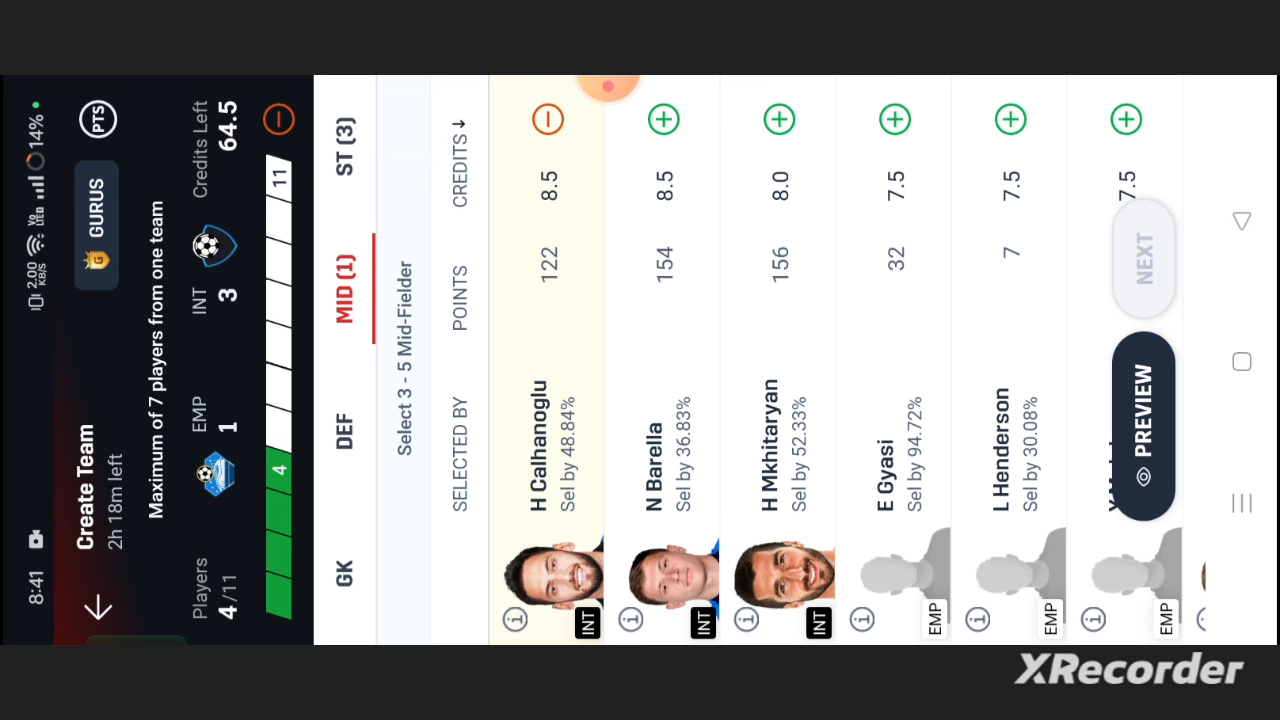 8:41
2.00 KB/S
Vo LTED
14%
Create Team
2h 18m left
GURUS
PTS
Maximum of 7 players from one team
Players
4/11
EMP
1
INT
3
Credits Left
64.5
4
11
GK
DEF
MID (1)
ST (3)
Select 3 - 5 Mid-Fielder
SELECTED BY
POINTS
CREDITS ↓
INT
H Calhanoglu
Sel by 48.84%
122
8.5
INT
N Barella
Sel by 36.83%
154
8.5
INT
H Mkhitaryan
Sel by 52.33%
156
8.0
EMP
E Gyasi
Sel by 94.72%
32
7.5
EMP
L Henderson
Sel by 30.08%
7
7.5
EMP
7.5
PREVIEW
NEXT
XRecorder